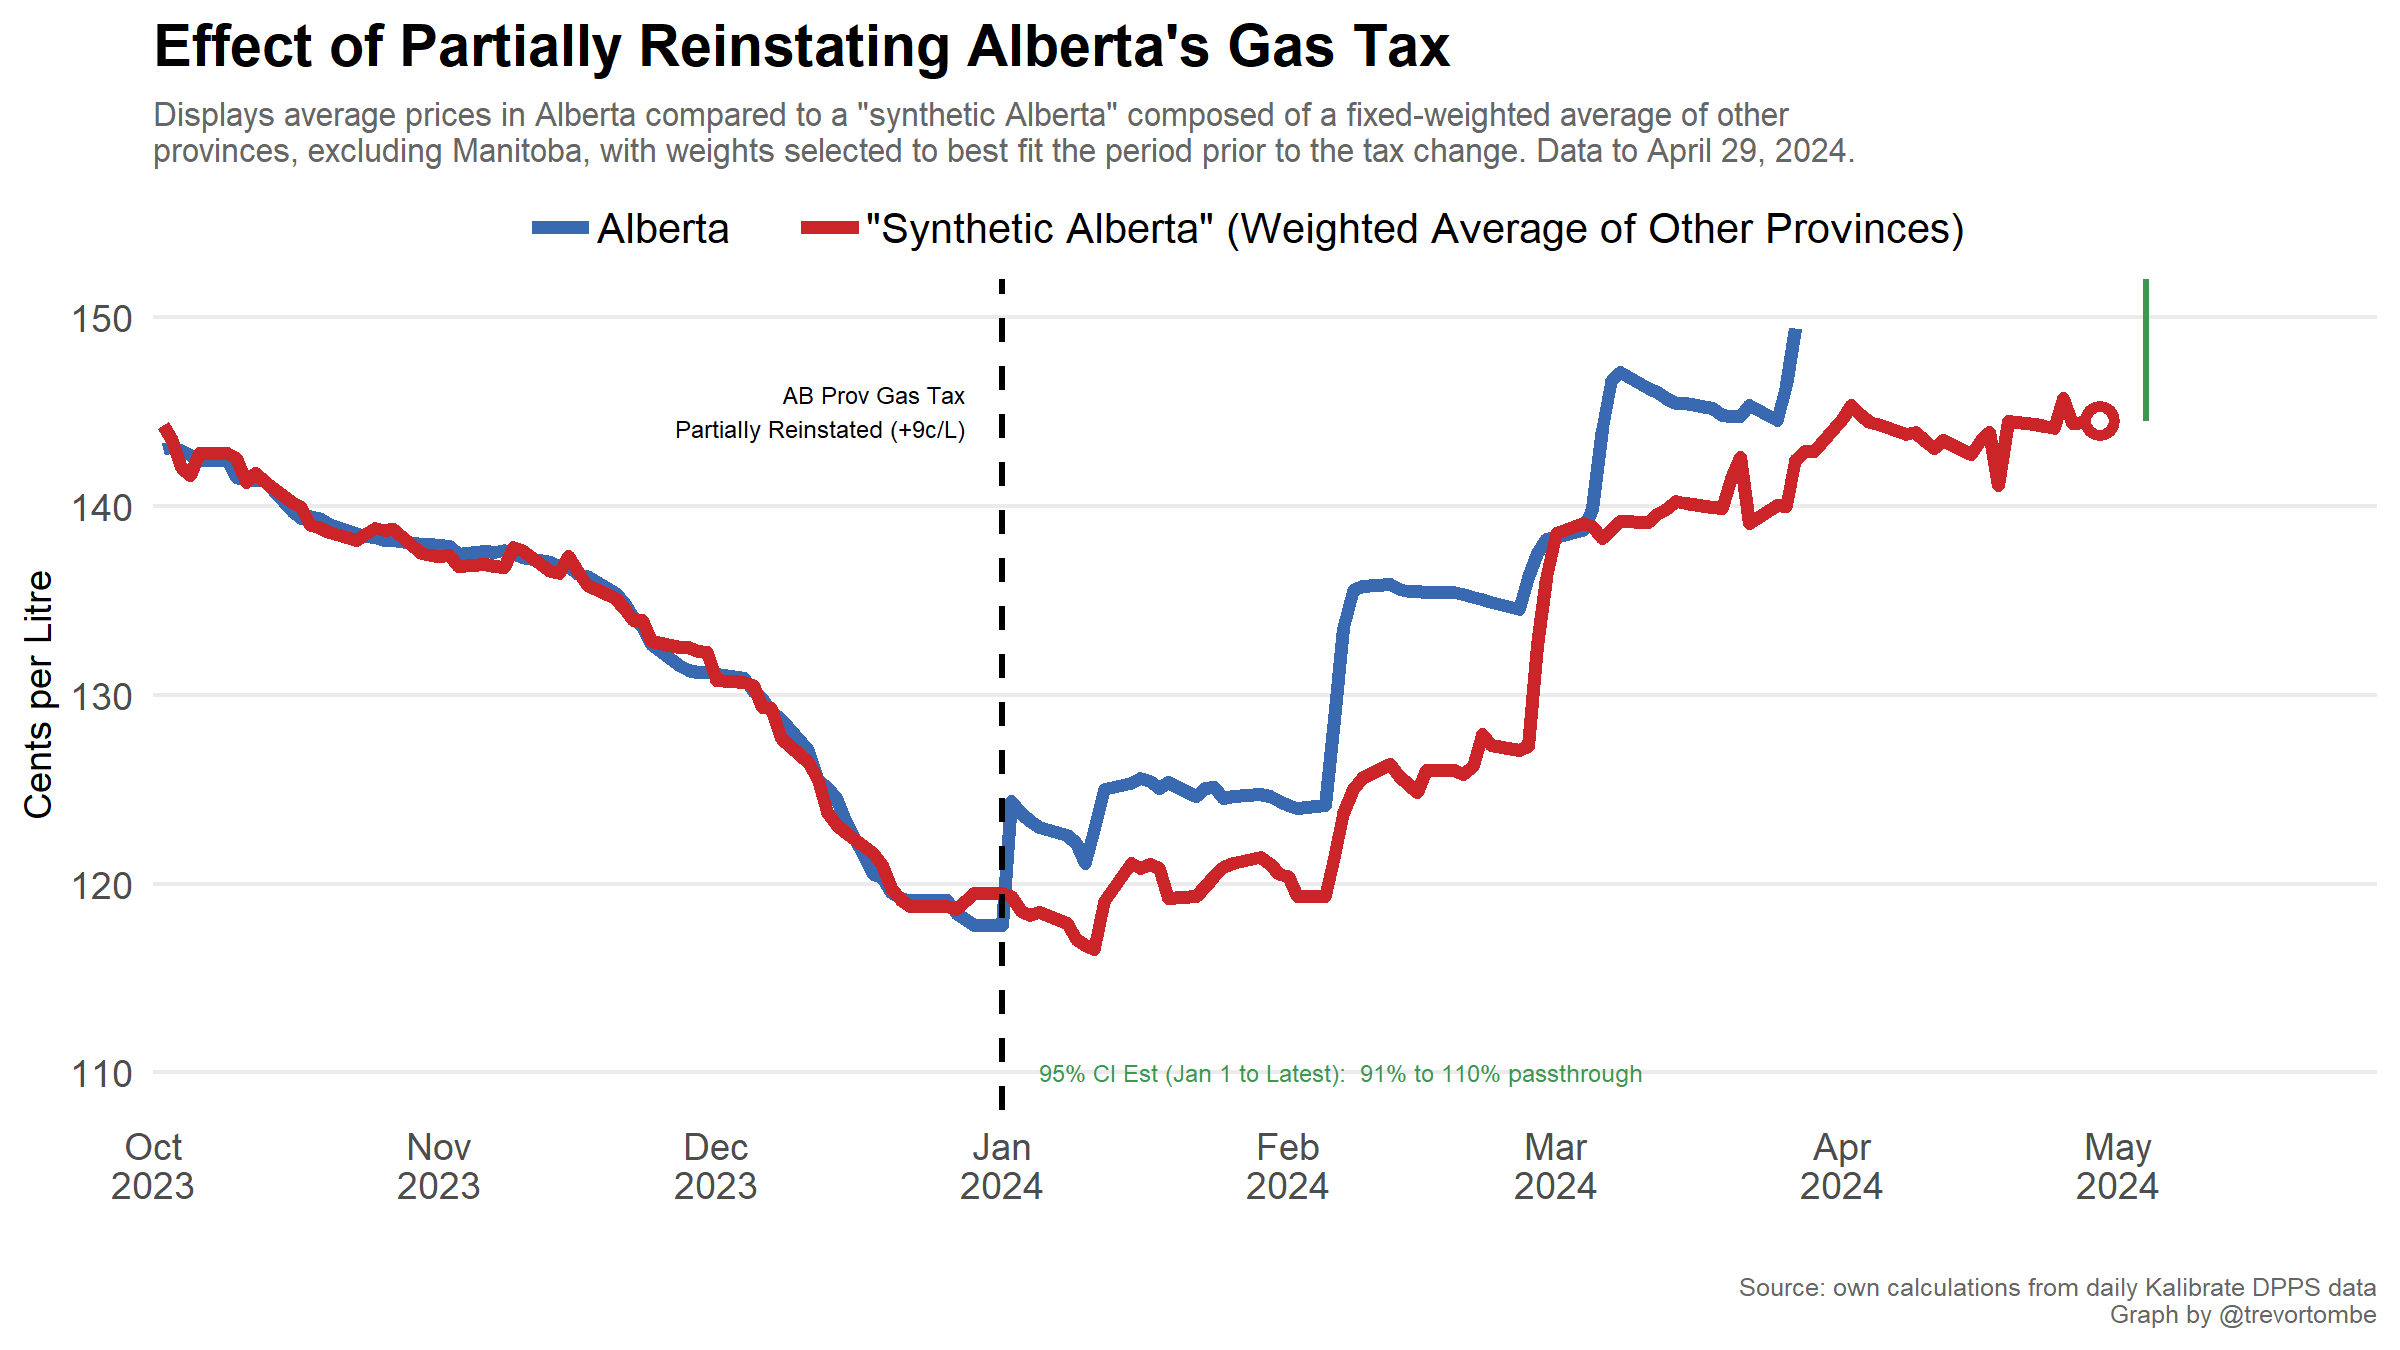 Effect of Partially Reinstating Alberta's Gas Tax
Displays average prices in Alberta compared to a "synthetic Alberta" composed of a fixed-weighted average of other
provinces, excluding Manitoba, with weights selected to best fit the period prior to the tax change. Data to April 29, 2024.
Alberta
"Synthetic Alberta" (Weighted Average of Other Provinces)
Cents per Litre
150
140
130
120
110
AB Prov Gas Tax
Partially Reinstated (+9c/L)
95% CI Est (Jan 1 to Latest):  91% to 110% passthrough
Oct Nov Dec Jan Feb Mar Apr May
2023 2023 2023 2024 2024 2024 2024 2024
Source: own calculations from daily Kalibrate DPPS data
Graph by @trevortombe